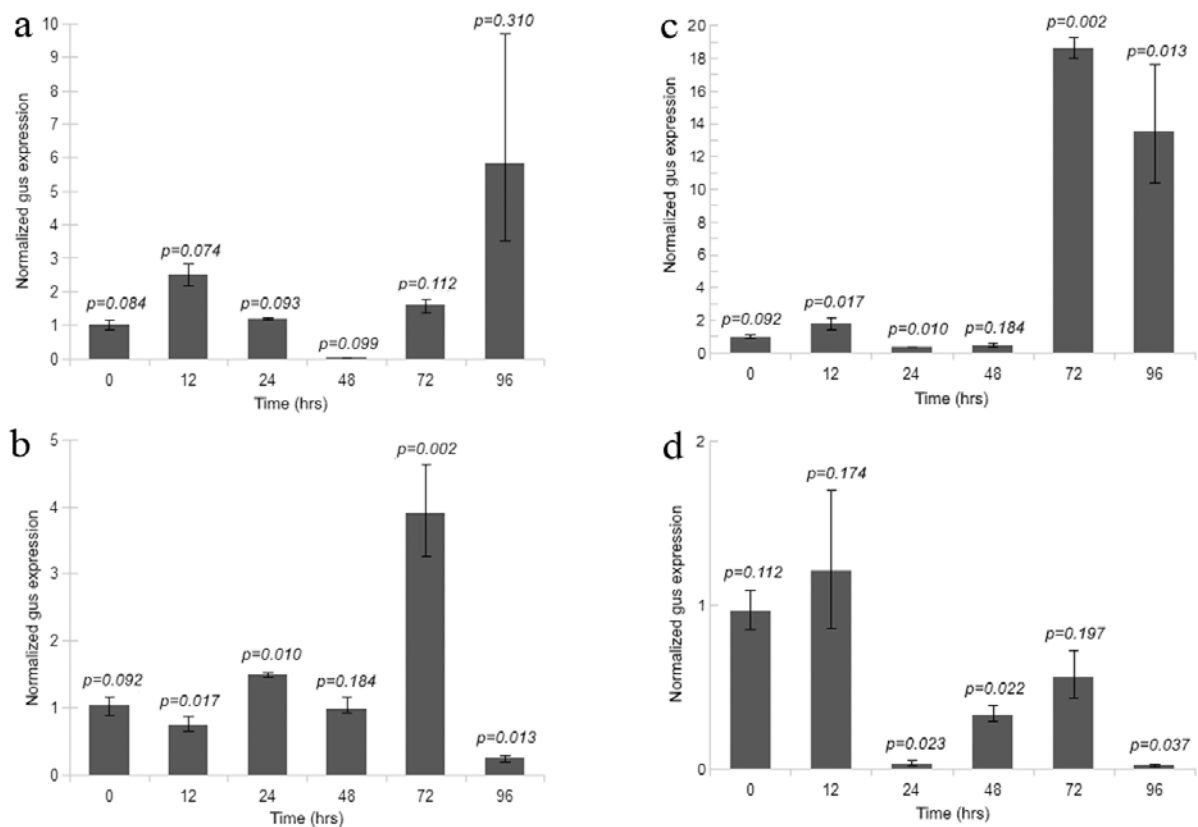 a
Normalized gus expression
10
9
8
7
6
5
4
3
2
1
0
p=0.084
p=0.074
p=0.093
p=0.099
p=0.112
p=0.310
0 12 24 48 72 96
Time (hrs)
b
Normalized gus expression
5
4
3
2
1
0
p=0.092
p=0.017
p=0.010
p=0.184
p=0.002
p=0.013
0 12 24 48 72 96
Time (hrs)
c
Normalized gus expression
20
18
16
14
12
10
8
6
4
2
0
p=0.092
p=0.017
p=0.010
p=0.184
p=0.002
p=0.013
0 12 24 48 72 96
Time (hrs)
d
Normalized gus expression
2
1
0
p=0.112
p=0.174
p=0.023
p=0.022
p=0.197
p=0.037
0 12 24 48 72 96
Time (hrs)